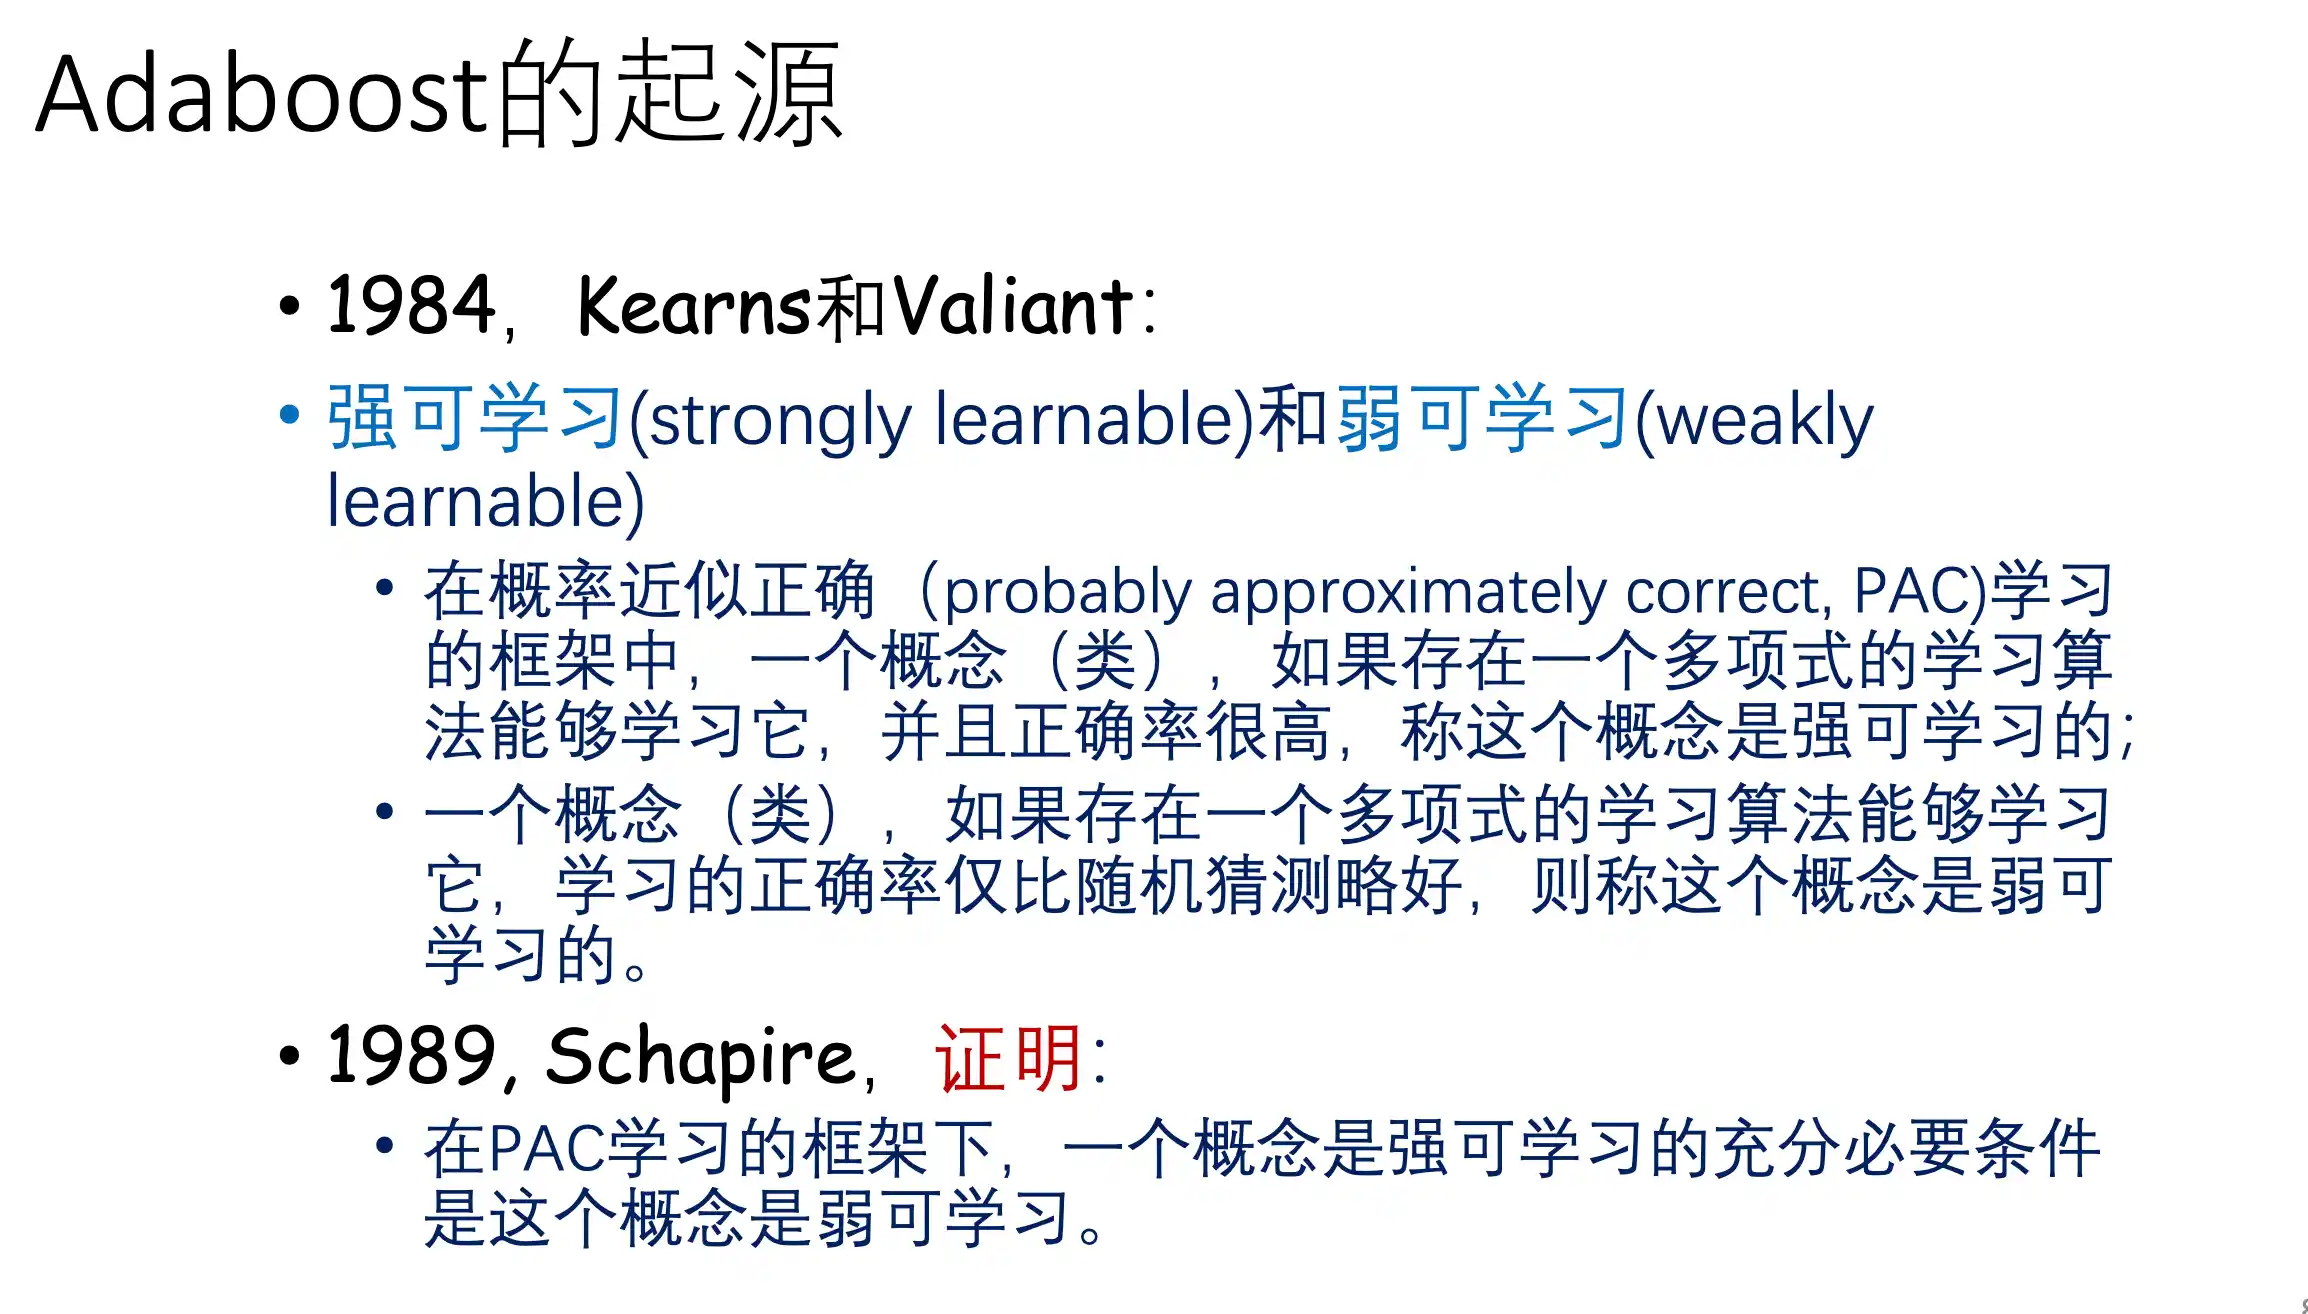 Adaboost的起源
• 1984，Kearns和Valiant：
• 强可学习(strongly learnable)和弱可学习(weakly
learnable)
• 在概率近似正确（probably approximately correct, PAC)学习
的框架中，一个概念（类），如果存在一个多项式的学习算
法能够学习它，并且正确率很高，称这个概念是强可学习的；
• 一个概念（类），如果存在一个多项式的学习算法能够学习
它，学习的正确率仅比随机猜测略好，则称这个概念是弱可
学习的。
• 1989, Schapire，证明：
• 在PAC学习的框架下，一个概念是强可学习的充分必要条件
是这个概念是弱可学习。